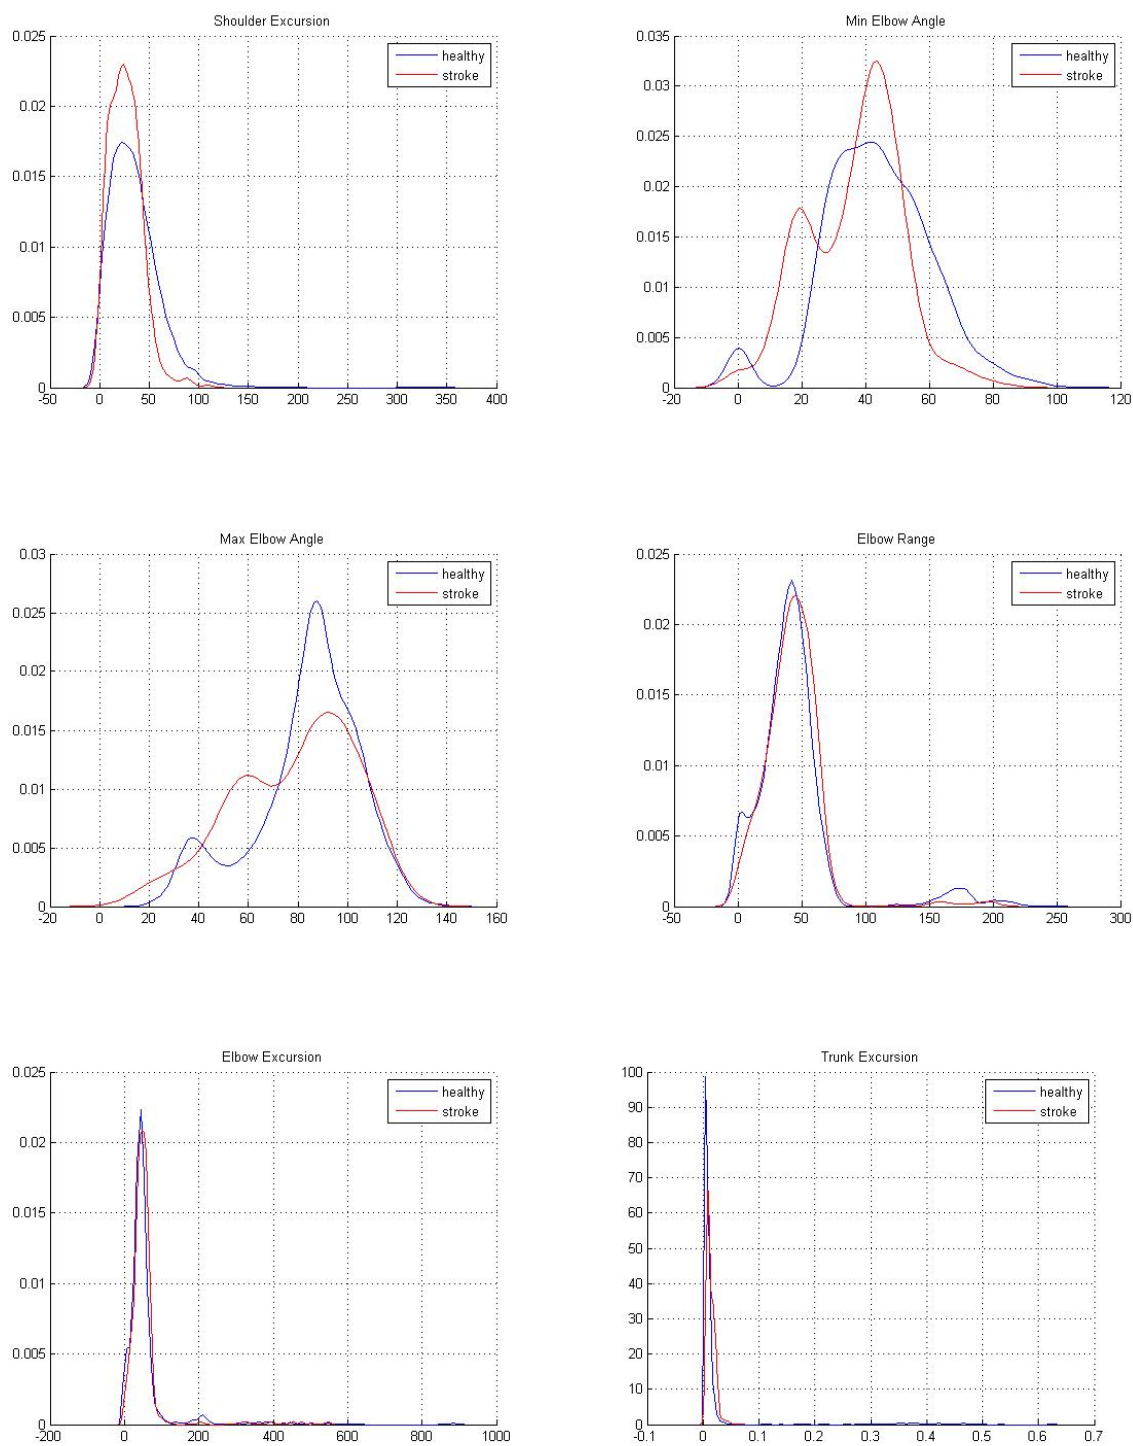 Shoulder Excursion
0.025
0.02
0.015
0.01
0.005
0
-50 0 50 100 150 200 250 300 350 400
healthy
stroke
Min Elbow Angle
0.035
0.03
0.025
0.02
0.015
0.01
0.005
0
-20 0 20 40 60 80 100 120
healthy
stroke
Max Elbow Angle
0.03
0.025
0.02
0.015
0.01
0.005
0
-20 0 20 40 60 80 100 120 140 160
healthy
stroke
Elbow Range
0.025
0.02
0.015
0.01
0.005
0
-50 0 50 100 150 200 250 300
healthy
stroke
Elbow Excursion
0.025
0.02
0.015
0.01
0.005
0
-200 0 200 400 600 800 1000
healthy
stroke
Trunk Excursion
100
90
80
70
60
50
40
30
20
10
0
-0.1 0 0.1 0.2 0.3 0.4 0.5 0.6 0.7
healthy
stroke